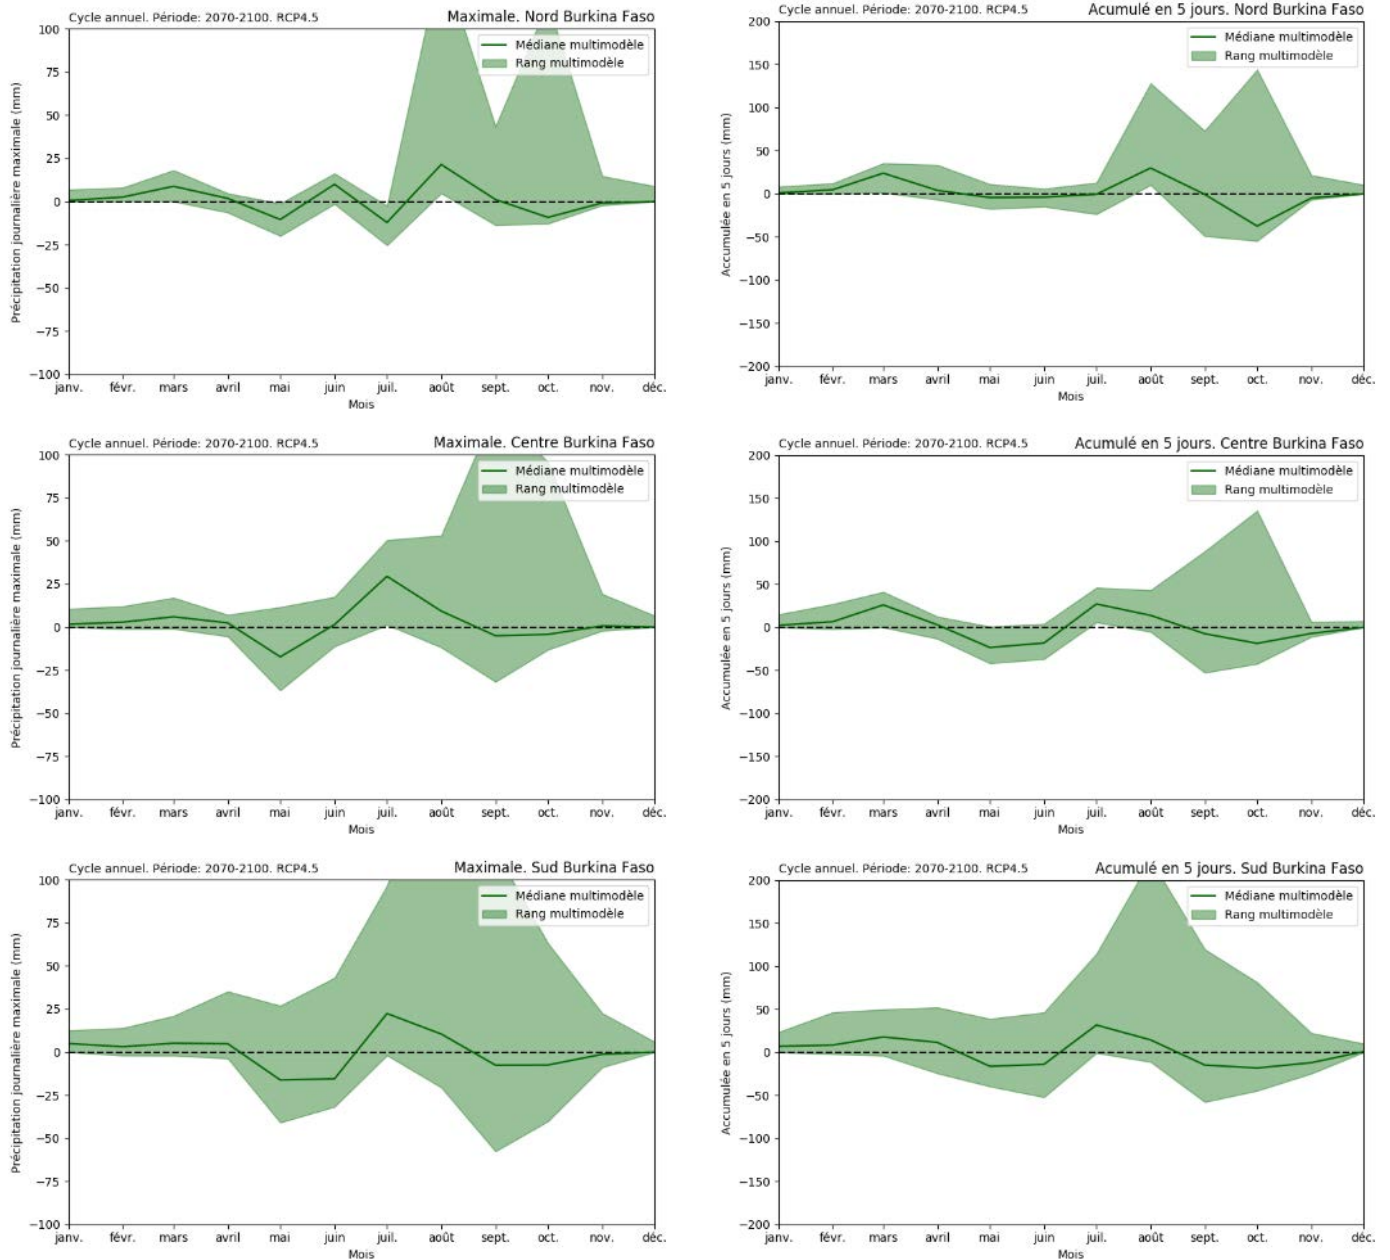 Cycle annuel. Période: 2070-2100. RCP4.5
Maximale. Nord Burkina Faso
Médiane multimodèle
Rang multimodèle
Précipitation journalière maximale (mm)
100
75
50
25
0
−25
−50
−75
−100
janv. févr. mars avril mai juin juil. août sept. oct. nov. déc.
Mois
Cycle annuel. Période: 2070-2100. RCP4.5
Acumulé en 5 jours. Nord Burkina Faso
Médiane multimodèle
Rang multimodèle
Accumulée en 5 jours (mm)
200
150
100
50
0
−50
−100
−150
−200
janv. févr. mars avril mai juin juil. août sept. oct. nov. déc.
Mois
Cycle annuel. Période: 2070-2100. RCP4.5
Maximale. Centre Burkina Faso
Médiane multimodèle
Rang multimodèle
Précipitation journalière maximale (mm)
100
75
50
25
0
−25
−50
−75
−100
janv. févr. mars avril mai juin juil. août sept. oct. nov. déc.
Mois
Cycle annuel. Période: 2070-2100. RCP4.5
Acumulé en 5 jours. Centre Burkina Faso
Médiane multimodèle
Rang multimodèle
Accumulée en 5 jours (mm)
200
150
100
50
0
−50
−100
−150
−200
janv. févr. mars avril mai juin juil. août sept. oct. nov. déc.
Mois
Cycle annuel. Période: 2070-2100. RCP4.5
Maximale. Sud Burkina Faso
Médiane multimodèle
Rang multimodèle
Précipitation journalière maximale (mm)
100
75
50
25
0
−25
−50
−75
−100
janv. févr. mars avril mai juin juil. août sept. oct. nov. déc.
Mois
Cycle annuel. Période: 2070-2100. RCP4.5
Acumulé en 5 jours. Sud Burkina Faso
Médiane multimodèle
Rang multimodèle
Accumulée en 5 jours (mm)
200
150
100
50
0
−50
−100
−150
−200
janv. févr. mars avril mai juin juil. août sept. oct. nov. déc.
Mois